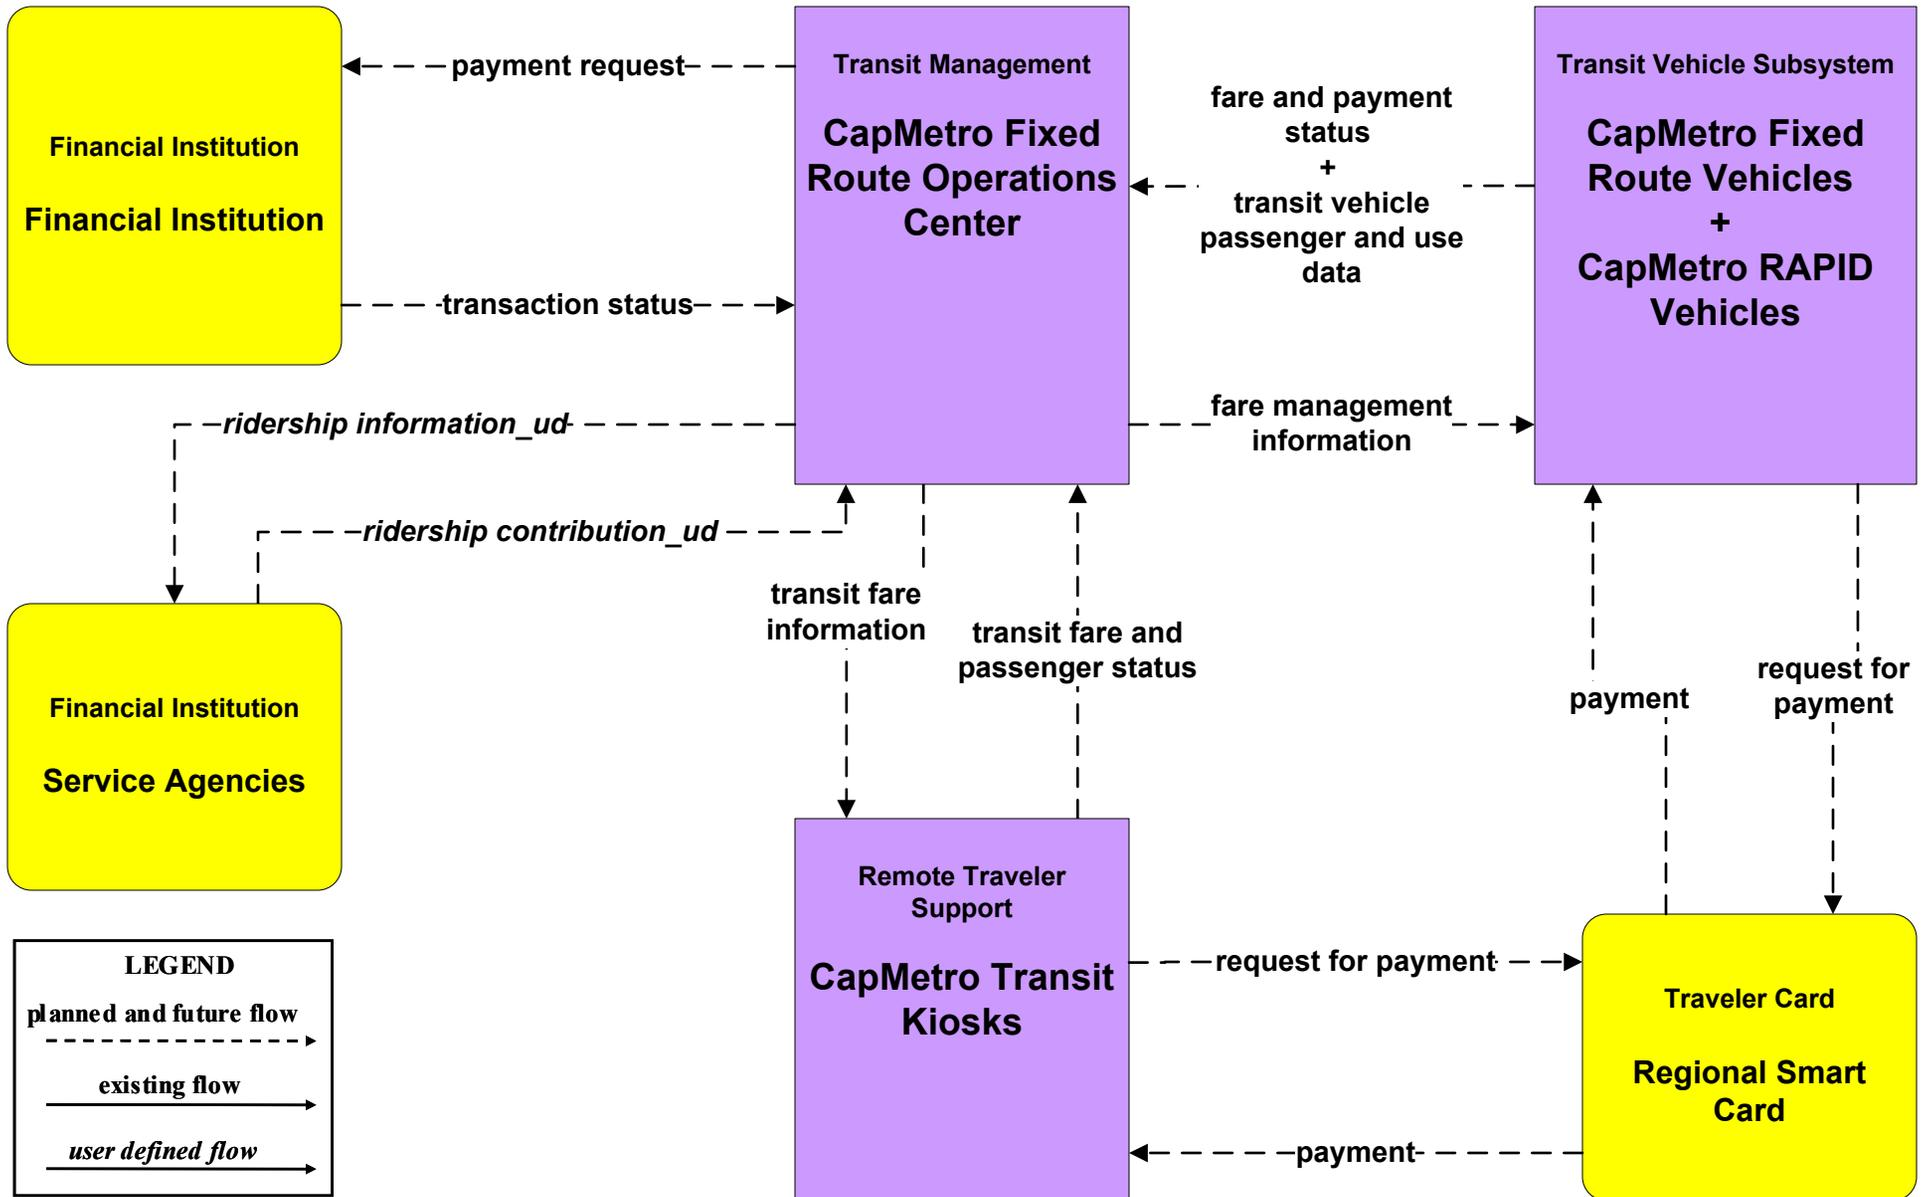 payment request
Financial Institution
Financial Institution
transaction status
Transit Management
CapMetro Fixed
Route Operations
Center
fare and payment
status
+
transit vehicle
passenger and use
data
Transit Vehicle Subsystem
CapMetro Fixed
Route Vehicles
+
CapMetro RAPID
Vehicles
fare management
information
ridership information_ud
ridership contribution_ud
transit fare
information
transit fare and
passenger status
payment
request for
payment
Financial Institution
Service Agencies
Remote Traveler
Support
CapMetro Transit
Kiosks
request for payment
payment
Traveler Card
Regional Smart
Card
LEGEND
planned and future flow
existing flow
user defined flow